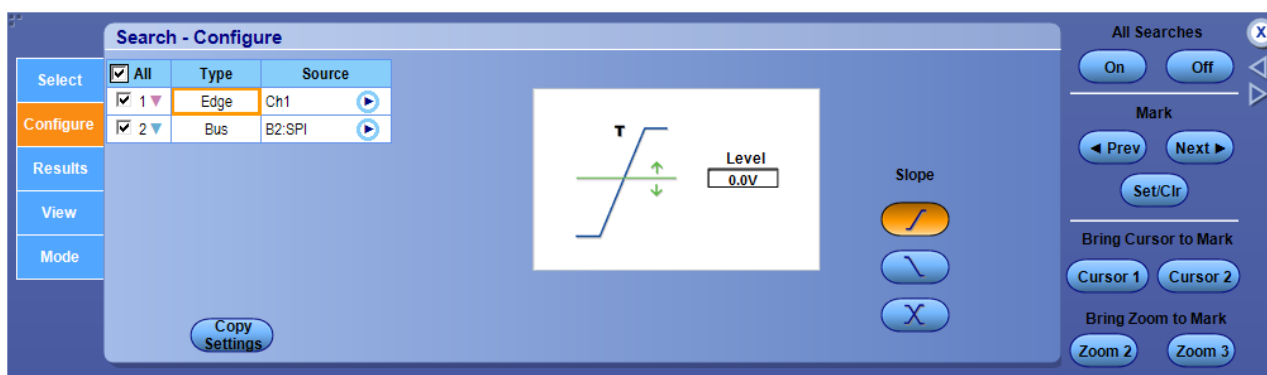 Search - Configure
Select
Configure
Results
View
Mode
All Type Source
1 Edge Ch1
2 Bus B2:SPI
Copy
Settings
T
Level
0.0V
Slope
All Searches
On Off
X
Mark
◄ Prev Next ►
Set/Clr
Bring Cursor to Mark
Cursor 1 Cursor 2
Bring Zoom to Mark
Zoom 2 Zoom 3